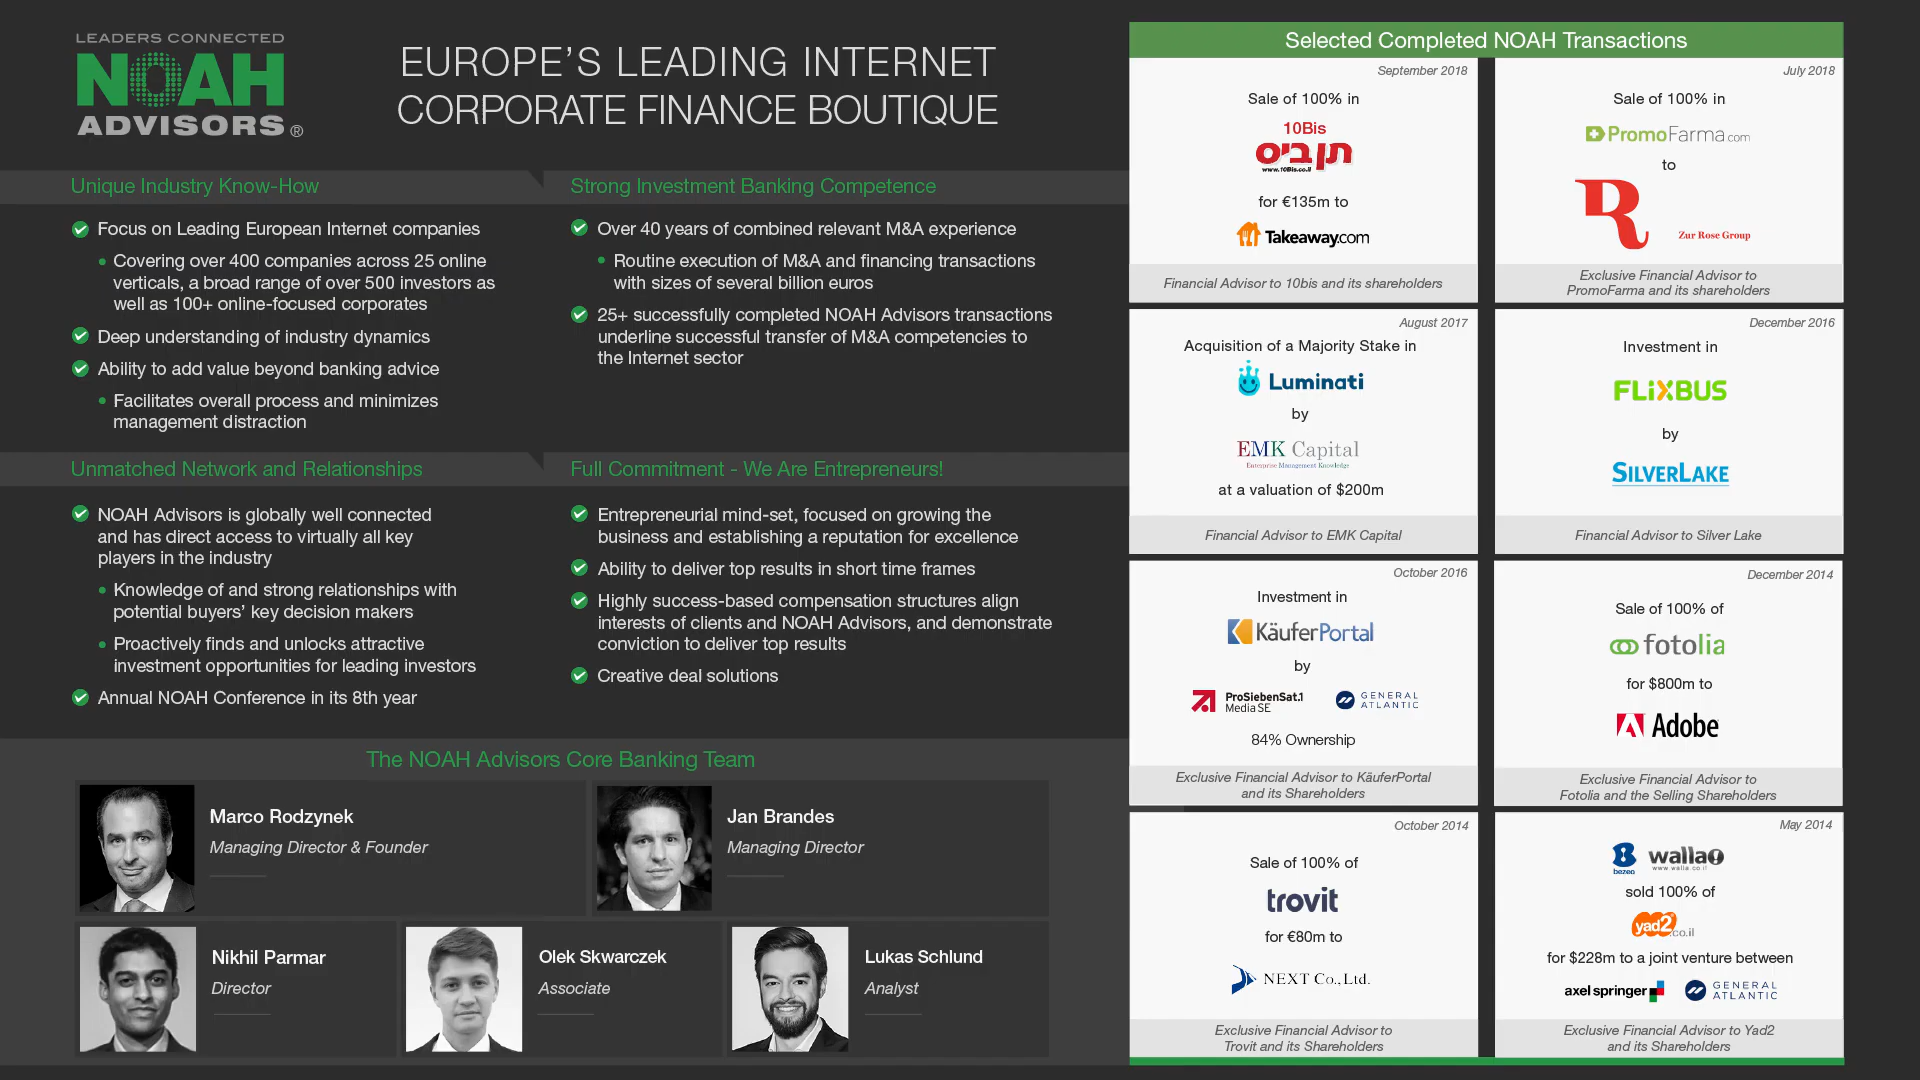 LEADERS CONNECTED
NOAH
ADVISORS®
EUROPE’S LEADING INTERNET
CORPORATE FINANCE BOUTIQUE
Unique Industry Know-How
Focus on Leading European Internet companies
Covering over 400 companies across 25 online
verticals, a broad range of over 500 investors as
well as 100+ online-focused corporates
Deep understanding of industry dynamics
Ability to add value beyond banking advice
Facilitates overall process and minimizes
management distraction
Strong Investment Banking Competence
Over 40 years of combined relevant M&A experience
Routine execution of M&A and financing transactions
with sizes of several billion euros
25+ successfully completed NOAH Advisors transactions
underline successful transfer of M&A competencies to
the Internet sector
Unmatched Network and Relationships
NOAH Advisors is globally well connected
and has direct access to virtually all key
players in the industry
Knowledge of and strong relationships with
potential buyers’ key decision makers
Proactively finds and unlocks attractive
investment opportunities for leading investors
Annual NOAH Conference in its 8th year
Full Commitment - We Are Entrepreneurs!
Entrepreneurial mind-set, focused on growing the
business and establishing a reputation for excellence
Ability to deliver top results in short time frames
Highly success-based compensation structures align
interests of clients and NOAH Advisors, and demonstrate
conviction to deliver top results
Creative deal solutions
The NOAH Advisors Core Banking Team
Marco Rodzynek
Managing Director & Founder
Jan Brandes
Managing Director
Nikhil Parmar
Director
Olek Skwarczek
Associate
Lukas Schlund
Analyst
Selected Completed NOAH Transactions
September 2018
Sale of 100% in
10Bis
תן ביס
www.10Bis.co.il
for €135m to
Takeaway.com
Financial Advisor to 10bis and its shareholders
July 2018
Sale of 100% in
PromoFarma.com
to
R
Zur Rose Group
Exclusive Financial Advisor to
PromoFarma and its shareholders
August 2017
Acquisition of a Majority Stake in
Luminati
by
EMK Capital
Enterprise Management Knowledge
at a valuation of $200m
Financial Advisor to EMK Capital
December 2016
Investment in
FLiXBUS
by
SILVERLAKE
Financial Advisor to Silver Lake
October 2016
Investment in
KäuferPortal
by
ProSiebenSat.1
Media SE
GENERAL
ATLANTIC
84% Ownership
Exclusive Financial Advisor to KäuferPortal
and its Shareholders
December 2014
Sale of 100% of
fotolia
for $800m to
Adobe
Exclusive Financial Advisor to
Fotolia and the Selling Shareholders
October 2014
Sale of 100% of
trovit
for €80m to
NEXT Co., Ltd.
Exclusive Financial Advisor to
Trovit and its Shareholders
May 2014
bezeq
walla!
www.walla.co.il
sold 100% of
yad2.co.il
for $228m to a joint venture between
axel springer
GENERAL
ATLANTIC
Exclusive Financial Advisor to Yad2
and its Shareholders